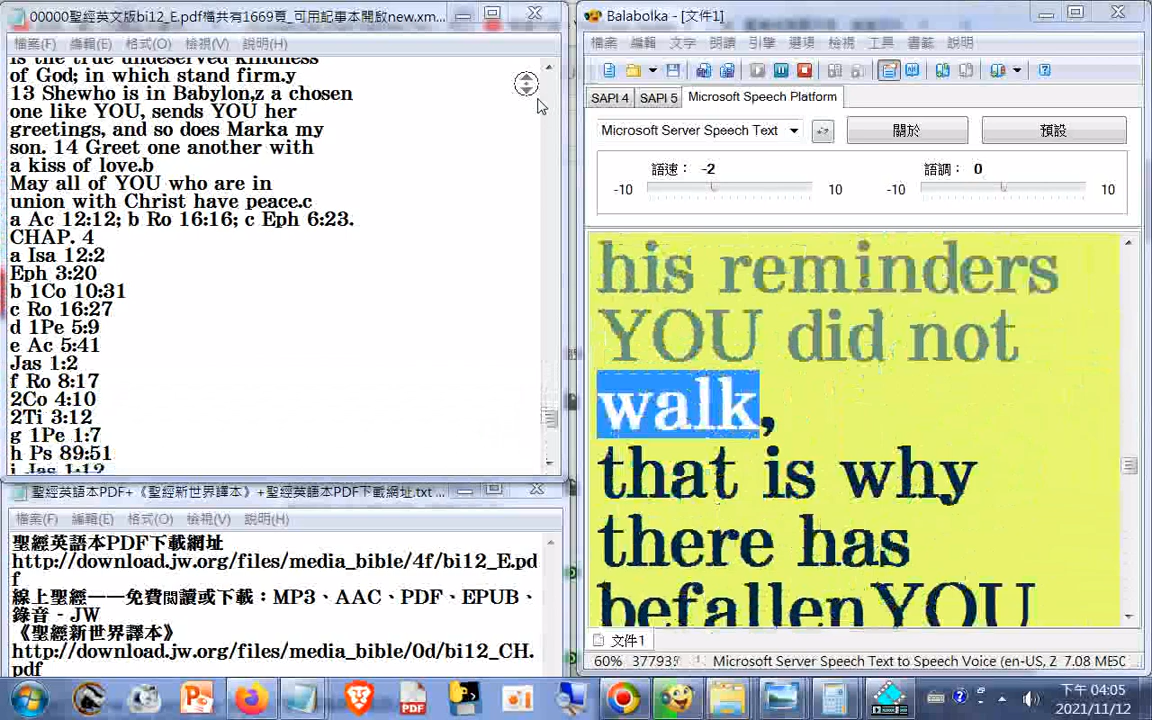 00000聖經英文版bi12_E.pdf檔共有1669頁_可用記事本開啟new.xm...
檔案(F) 編輯(E) 格式(O) 檢視(V) 說明(H)
is the true undeserved kindness
of God; in which stand firm.y
13 Shewho is in Babylon,z a chosen
one like YOU, sends YOU her
greetings, and so does Marka my
son. 14 Greet one another with
a kiss of love.b
May all of YOU who are in
union with Christ have peace.c
a Ac 12:12; b Ro 16:16; c Eph 6:23.
CHAP. 4
a Isa 12:2
Eph 3:20
b 1Co 10:31
c Ro 16:27
d 1Pe 5:9
e Ac 5:41
Jas 1:2
f Ro 8:17
2Co 4:10
2Ti 3:12
g 1Pe 1:7
h Ps 89:51
i Jas 1:12
聖經英語本PDF+《聖經新世界譯本》+聖經英語本PDF下載網址.txt ...
檔案(F) 編輯(E) 格式(O) 檢視(V) 說明(H)
聖經英語本PDF下載網址
http://download.jw.org/files/media_bible/4f/bi12_E.pd
f
線上聖經——免費閱讀或下載：MP3、AAC、PDF、EPUB、
錄音 - JW
《聖經新世界譯本》
http://download.jw.org/files/media_bible/0d/bi12_CH.
pdf
Balabolka - [文件1]
檔案 編輯 文字 朗讀 引擎 選項 檢視 工具 書籤 說明
SAPI 4 SAPI 5 Microsoft Speech Platform
Microsoft Server Speech Text 關於 預設
語速： -2 語調： 0
-10 10 -10 10
his reminders
YOU did not
walk,
that is why
there has
befallenYOU
文件1
60% 37793 Microsoft Server Speech Text to Speech Voice (en-US, Z 7.08 ME
下午 04:05
2021/11/12